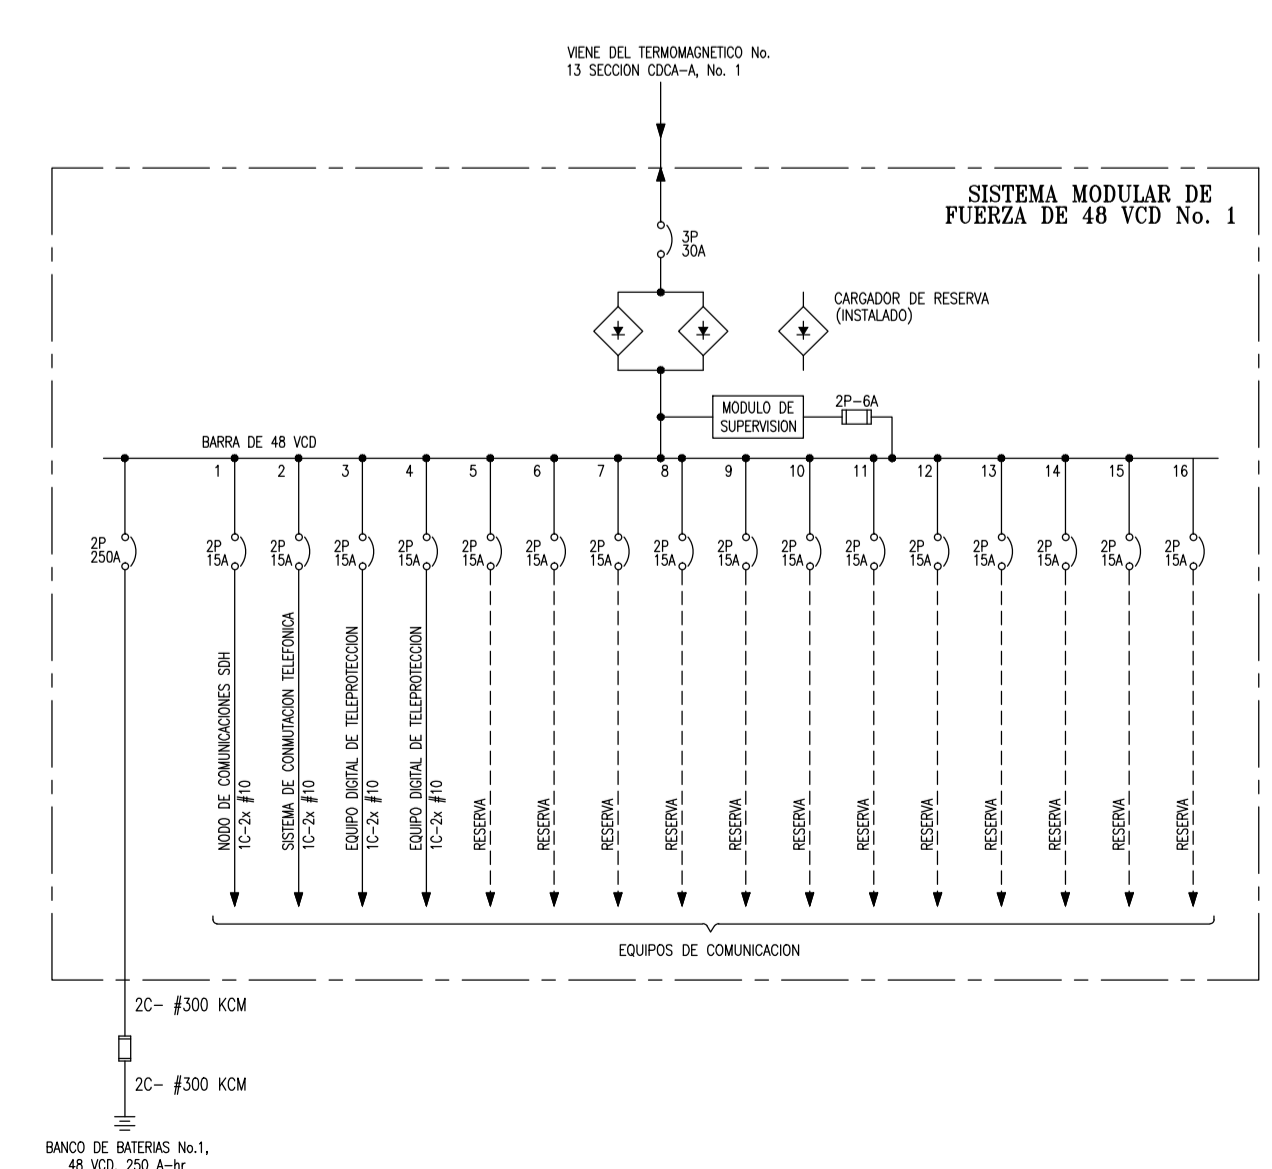 VIENE DEL TERMOMAGNETICO No.
13 SECCION CDCA-A, No. 1
SISTEMA MODULAR DE
FUERZA DE 48 VCD No. 1
3P
30A
CARGADOR DE RESERVA
(INSTALADO)
MODULO DE
SUPERVISION
2P-6A
BARRA DE 48 VCD
1 2 3 4 5 6 7 8 9 10 11 12 13 14 15 16
2P
250A
2P
15A
2P
15A
2P
15A
2P
15A
2P
15A
2P
15A
2P
15A
2P
15A
2P
15A
2P
15A
2P
15A
2P
15A
2P
15A
2P
15A
2P
15A
2P
15A
NODO DE COMUNICACIONES SDH
1C-2x #10
SISTEMA DE CONMUTACION TELEFONICA
1C-2x #10
EQUIPO DIGITAL DE TELEPROTECCION
1C-2x #10
EQUIPO DIGITAL DE TELEPROTECCION
1C-2x #10
RESERVA
RESERVA
RESERVA
RESERVA
RESERVA
RESERVA
RESERVA
RESERVA
RESERVA
RESERVA
RESERVA
RESERVA
EQUIPOS DE COMUNICACION
2C- #300 KCM
2C- #300 KCM
BANCO DE BATERIAS No.1,
48 VCD, 250 A-hr